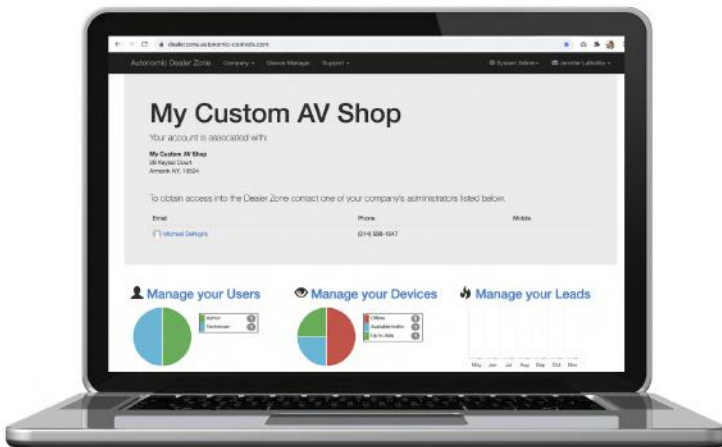 dealerzone.autonomic-controls.com
Autonomic Dealer Zone Company Device Manager Support System Admin
My Custom AV Shop
Your account is associated with:
My Custom AV Shop
Armonk NY, 10504
To obtain access into the Dealer Zone contact one of your company's administrators listed below.
Email Phone Mobile
Michael
Manage your Users Manage your Devices Manage your Leads
Admin Offline
Technician Available
Up to date
May Jun Jul Aug Sep Oct Nov